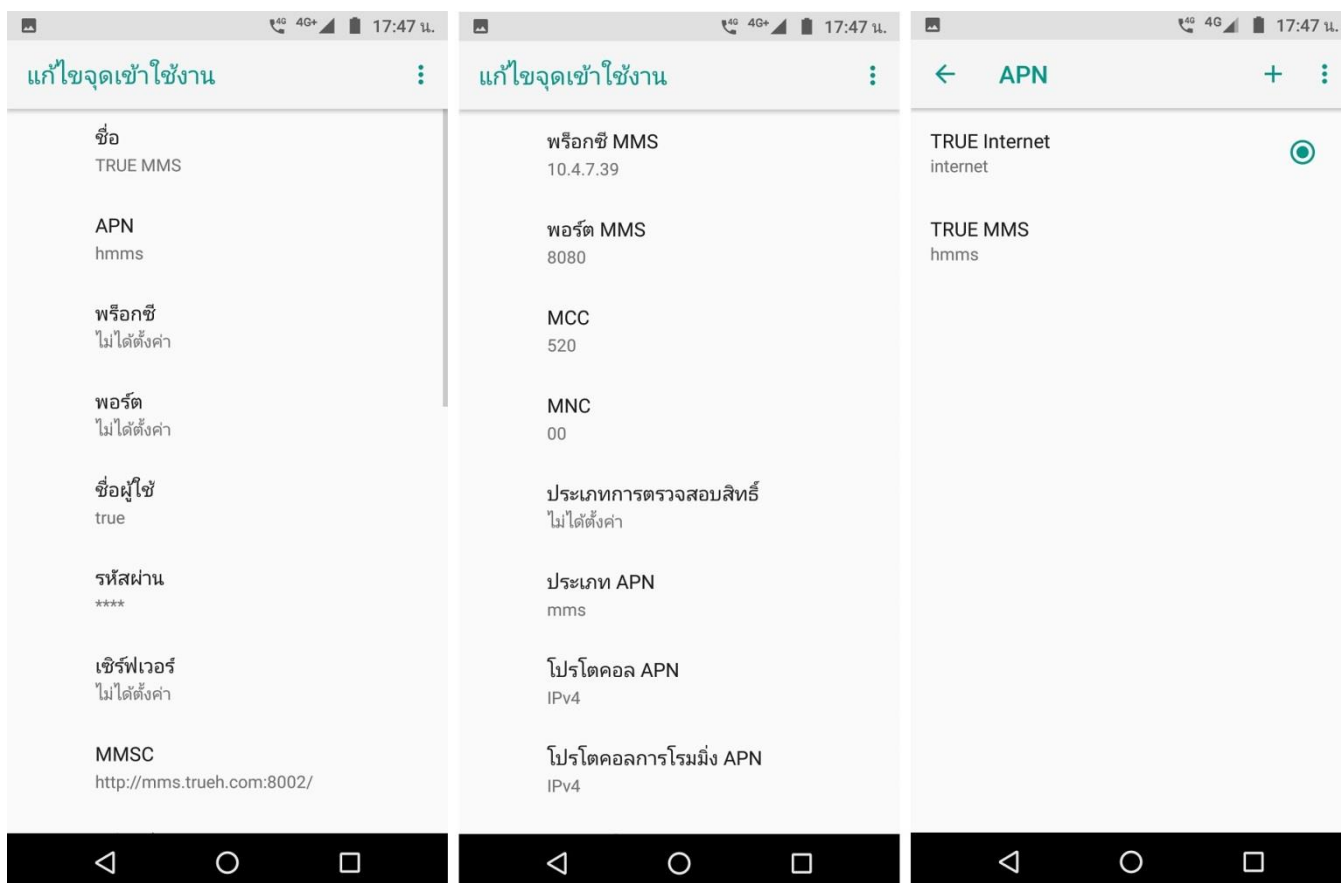 4G 4G+ 17:47 น.
แก้ไขจุดเข้าใช้งาน
ชื่อ
TRUE MMS
APN
hmms
พร็อกซี
ไม่ได้ตั้งค่า
พอร์ต
ไม่ได้ตั้งค่า
ชื่อผู้ใช้
true
รหัสผ่าน
****
เซิร์ฟเวอร์
ไม่ได้ตั้งค่า
MMSC
http://mms.trueh.com:8002/
4G 4G+ 17:47 น.
แก้ไขจุดเข้าใช้งาน
พร็อกซี MMS
10.4.7.39
พอร์ต MMS
8080
MCC
520
MNC
00
ประเภทการตรวจสอบสิทธิ์
ไม่ได้ตั้งค่า
ประเภท APN
mms
โปรโตคอล APN
IPv4
โปรโตคอลการโรมมิ่ง APN
IPv4
4G 4G 17:47 น.
APN
TRUE Internet
internet
TRUE MMS
hmms